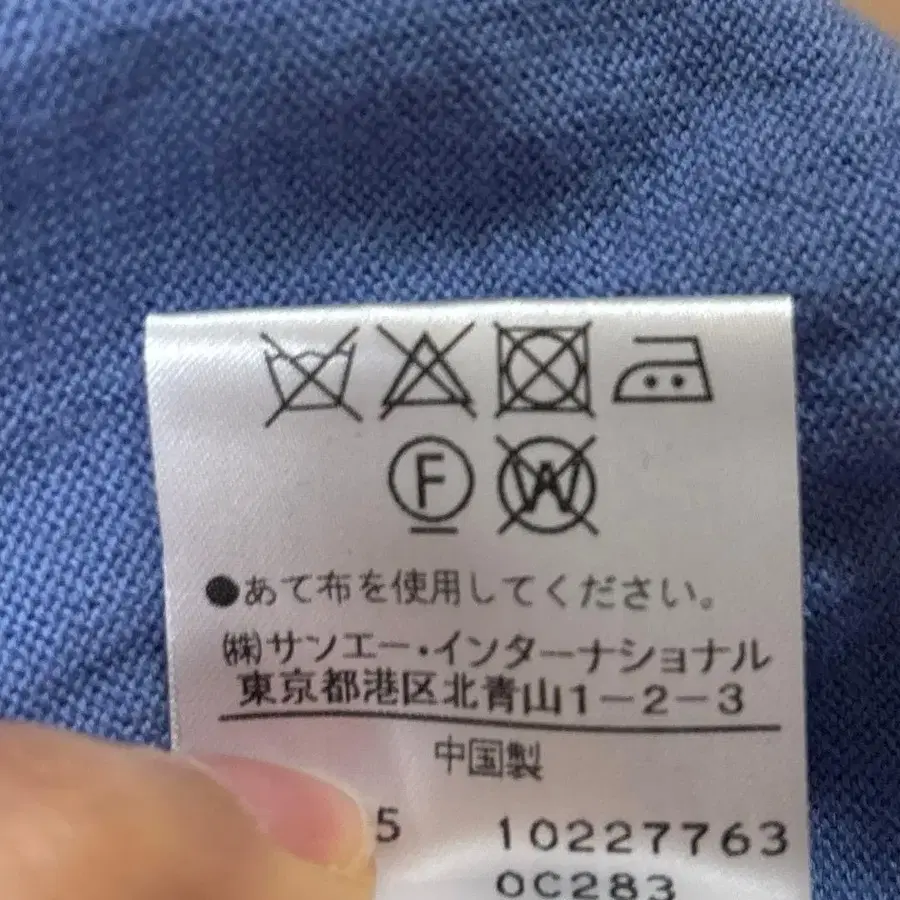 F W
●あて布を使用してください。
㈱サンエー・インターナショナル
東京都港区北青山1-2-3
中国製
5 10227763
0C283